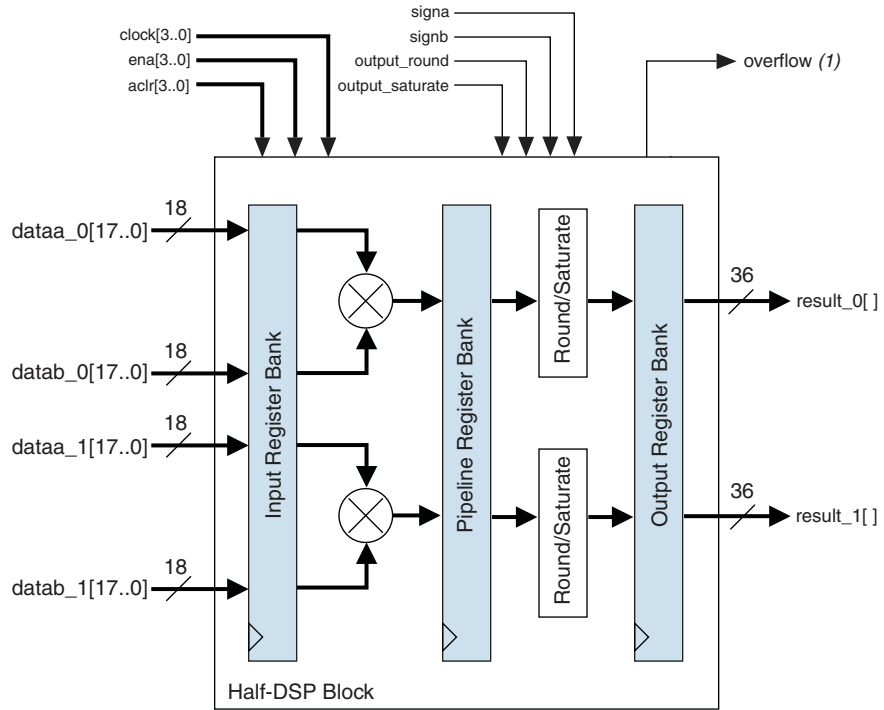 signa
clock[3..0]
signb
ena[3..0]
output_round
overflow (1)
aclr[3..0]
output_saturate
18
dataa_0[17..0]
36
result_0[ ]
18
datab_0[17..0]
18
dataa_1[17..0]
36
result_1[ ]
18
datab_1[17..0]
Input Register Bank
Pipeline Register Bank
Round/Saturate
Round/Saturate
Output Register Bank
Half-DSP Block